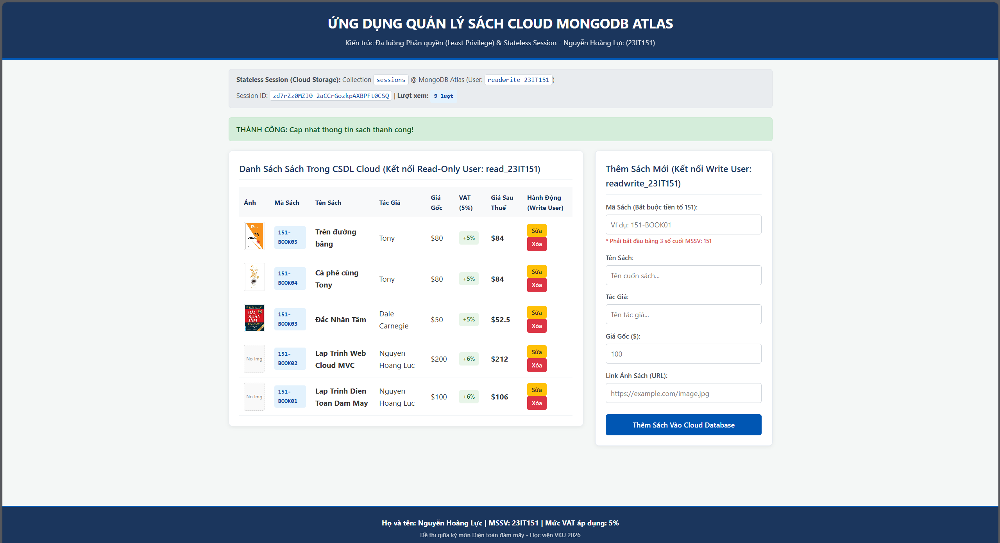 ỨNG DỤNG QUẢN LÝ SÁCH CLOUD MONGODB ATLAS
Kiến trúc Đa luồng Phân quyền (Least Privilege) & Stateless Session - Nguyễn Hoàng Lực (23IT151)
Stateless Session (Cloud Storage): Collection sessions @ MongoDB Atlas (User: readwrite_23IT151)
Session ID: zd7rZz0MZJ0_2aCCrGozkpAXBPFt0CSQ | Lượt xem: 9 lượt
THÀNH CÔNG: Cap nhat thong tin sach thanh cong!
Danh Sách Sách Trong CSDL Cloud (Kết nối Read-Only User: read_23IT151)
Ảnh Mã Sách Tên Sách Tác Giả Giá Gốc VAT (5%) Giá Sau Thuế Hành Động (Write User)
151-BOOK05 Trên đường băng Tony $80 +5% $84 Sửa Xóa
Cà phê cùng Tony
151-BOOK04 Cà phê cùng Tony Tony $80 +5% $84 Sửa Xóa
ĐẮC NHÂN TÂM
151-BOOK03 Đắc Nhân Tâm Dale Carnegie $50 +5% $52.5 Sửa Xóa
No Img 151-BOOK02 Lap Trinh Web Cloud MVC Nguyen Hoang Luc $200 +6% $212 Sửa Xóa
No Img 151-BOOK01 Lap Trinh Dien Toan Dam May Nguyen Hoang Luc $100 +6% $106 Sửa Xóa
Thêm Sách Mới (Kết nối Write User:
readwrite_23IT151)
Mã Sách (Bắt buộc tiền tố 151):
Ví dụ: 151-BOOK01
* Phải bắt đầu bằng 3 số cuối MSSV: 151
Tên Sách:
Tên cuốn sách...
Tác Giả:
Tên tác giả...
Giá Gốc ($):
100
Link Ảnh Sách (URL):
https://example.com/image.jpg
Thêm Sách Vào Cloud Database
Họ và tên: Nguyễn Hoàng Lực | MSSV: 23IT151 | Mức VAT áp dụng: 5%
Đề thi giữa kỳ môn Điện toán đám mây - Học viện VKU 2026